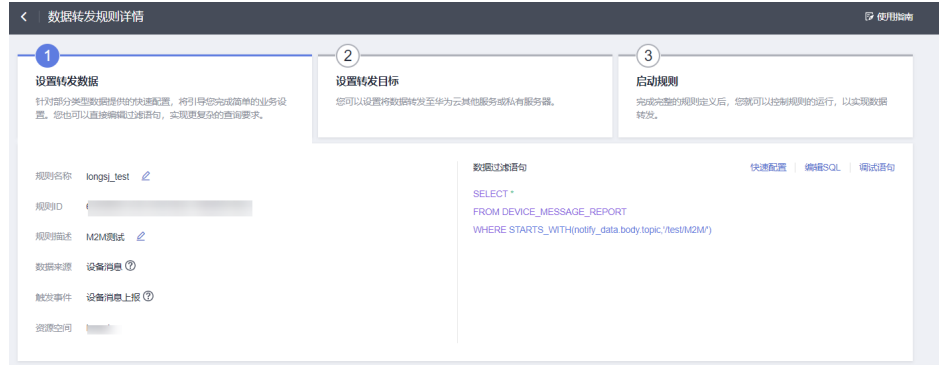 数据转发规则详情
使用指南
1
设置转发数据
针对部分类型数据提供的快速配置，将引导您完成简单的业务设
置。您也可以直接编辑过滤语句，实现更复杂的查询要求。
2
设置转发目标
您可以设置将数据转发至华为云其他服务或私有服务器。
3
启动规则
完成完整的规则定义后，您就可以控制规则的运行，以实现数据
转发。
规则名称 longsj_test
规则ID
规则描述 M2M测试
数据来源 设备消息
触发事件 设备消息上报
资源空间
数据过滤语句
快速配置 编辑SQL 调试语句
SELECT *
FROM DEVICE_MESSAGE_REPORT
WHERE STARTS_WITH(notify_data.body.topic,'/test/M2M/')